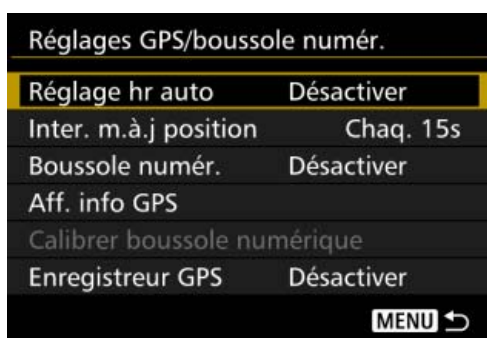 Réglages GPS/boussole numér.
Réglage hr auto Désactiver
Inter. m.à.j position Chaq. 15s
Boussole numér. Désactiver
Aff. info GPS
Calibrer boussole numérique
Enregistreur GPS Désactiver
MENU